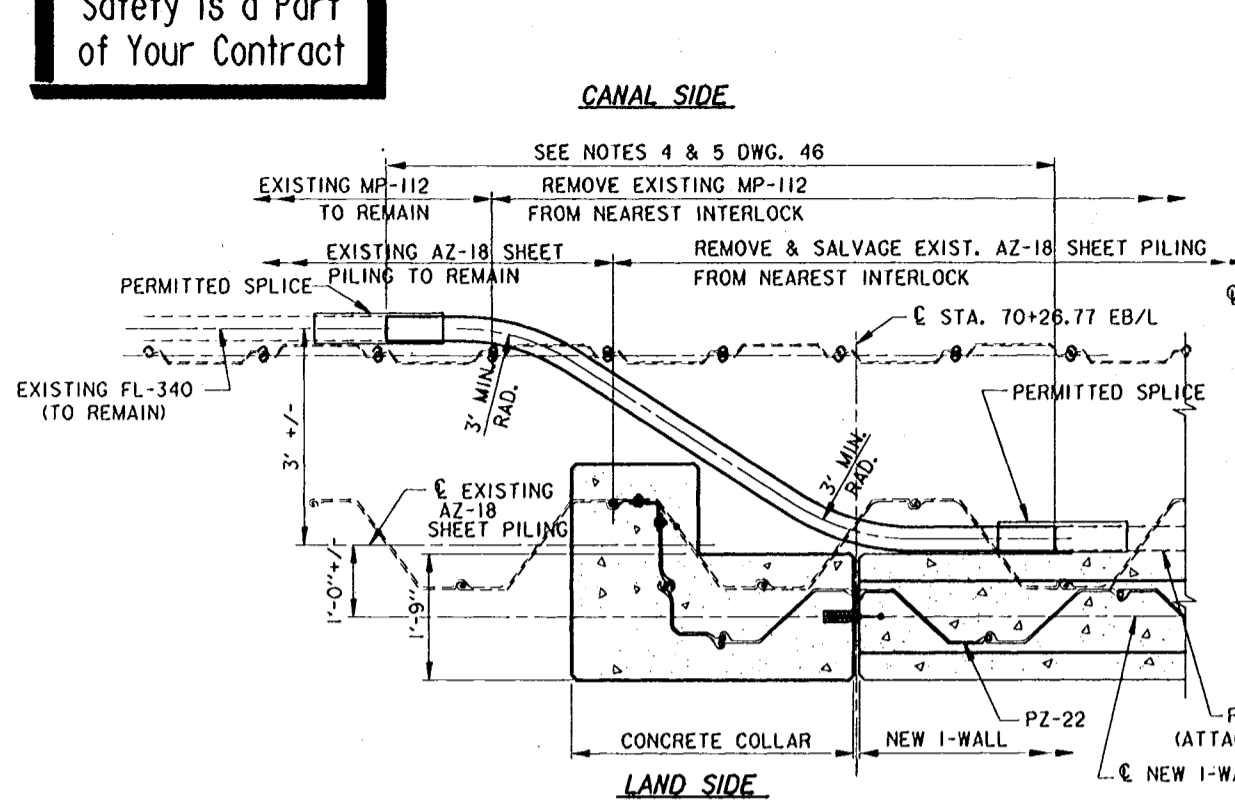 Safety is a Part
of Your Contract
CANAL SIDE
SEE NOTES 4 & 5 DWG. 46
EXISTING MP-112
TO REMAIN
REMOVE EXISTING MP-112
FROM NEAREST INTERLOCK
EXISTING AZ-18 SHEET
PILING TO REMAIN
REMOVE & SALVAGE EXIST. AZ-18 SHEET PILING
FROM NEAREST INTERLOCK
PERMITTED SPLICE
℄ STA. 70+26.77 EB/L
℄
EXISTING FL-340
(TO REMAIN)
3' MIN.
RAD.
PERMITTED SPLICE
3' +/-
3' MIN.
RAD.
℄ EXISTING
AZ-18
SHEET PILING
1'-0"+/-
1'-9"
PZ-22
CONCRETE COLLAR
NEW I-WALL
(ATTA
℄ NEW I-WA
LAND SIDE